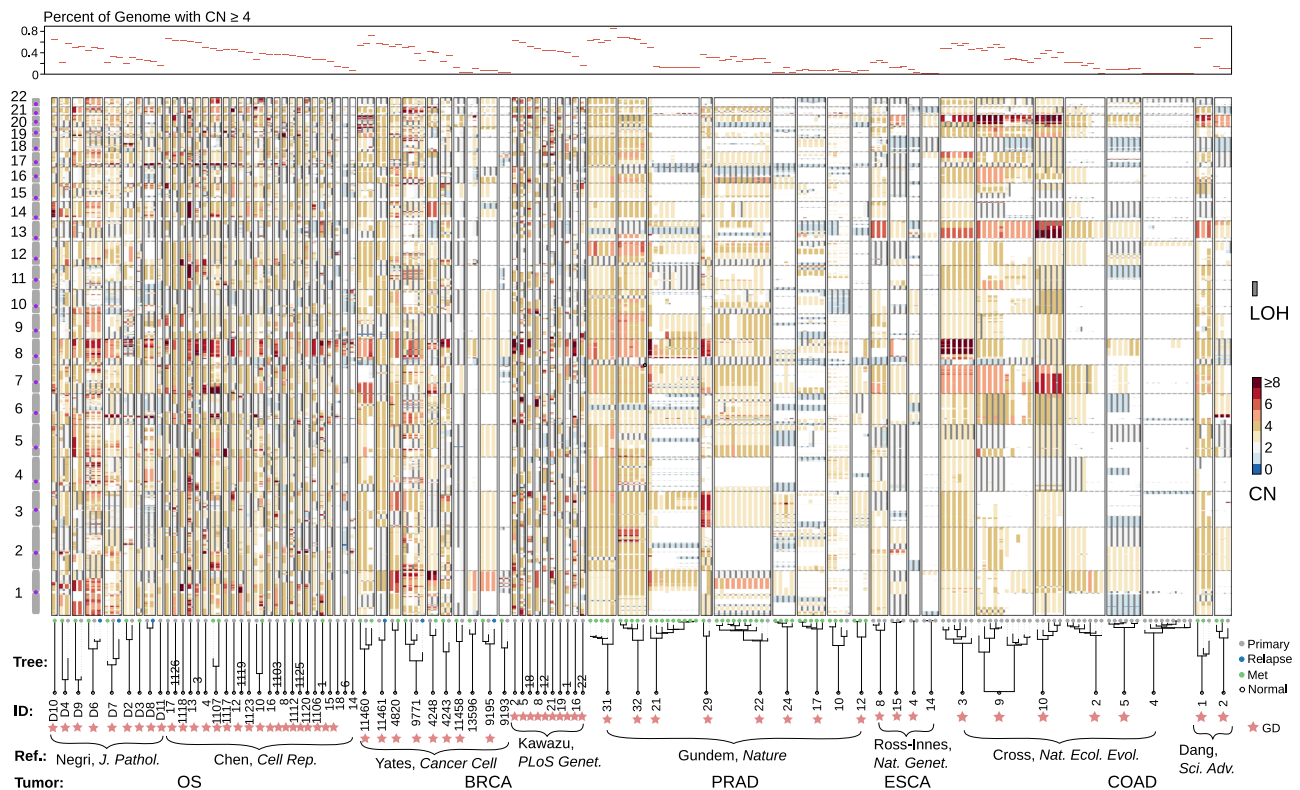 Percent of Genome with CN ≥ 4
0.8
0.4
0
22
21
20
19
18
17
16
15
14
13
12
11
10
9
8
7
6
5
4
3
2
1
LOH
≥8
6
4
2
0
CN
Primary
Relapse
Met
Normal
GD
Tree:
ID:
D10 D4 D9 D6 D7 D2 D3 D8 D11 17 1126 1118 13 3 4 1107 1117 12 1119 1123 10 16 1103 8 1112 1125 1120 1106 1 15 18 6 14 11460 11461 4820 9771 4248 4243 11458 13596 9195 9193 2 5 18 8 12 21 19 1 16 22 31 32 21 29 22 24 17 10 12 8 15 4 14 3 9 10 2 5 4 1 2
Ref.:
Negri, J. Pathol. Chen, Cell Rep. Yates, Cancer Cell Kawazu, PLoS Genet. Gundem, Nature Ross-Innes, Nat. Genet. Cross, Nat. Ecol. Evol. Dang, Sci. Adv.
Tumor: OS BRCA PRAD ESCA COAD